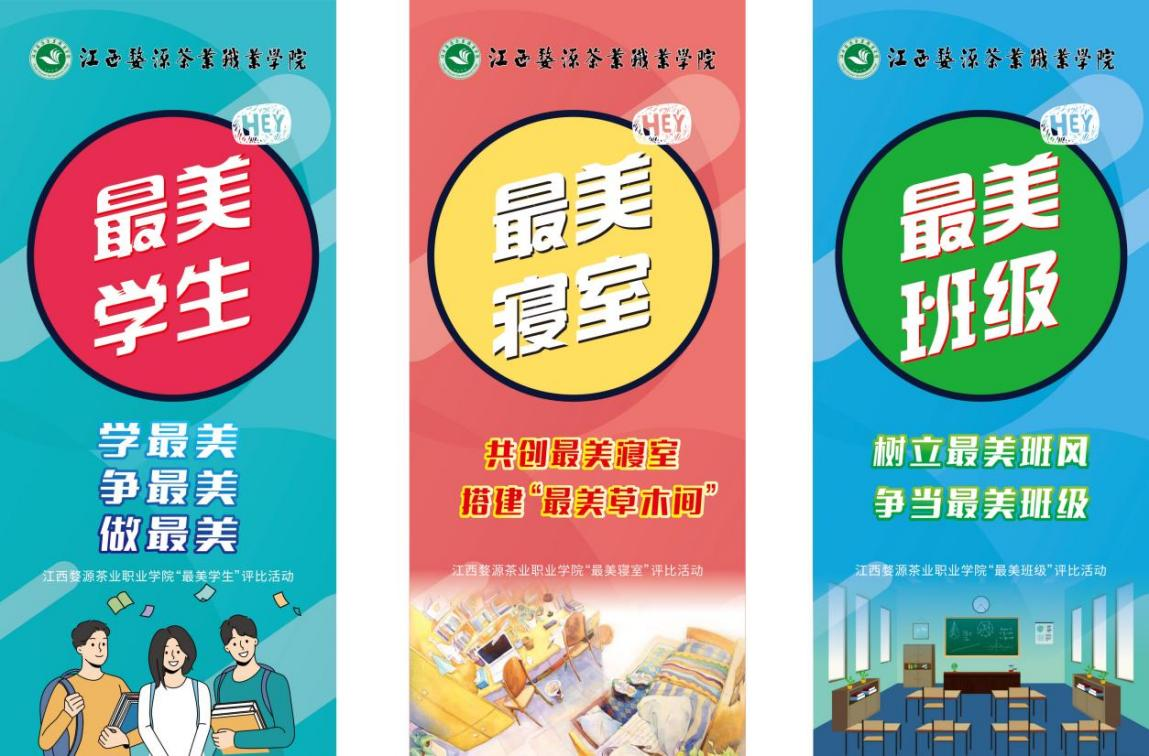 江西婺源茶业职业学院
HEY
最美
学生
学最美
争最美
做最美
江西婺源茶业职业学院“最美学生”评比活动
江西婺源茶业职业学院
HEY
最美
寝室
共创最美寝室
搭建“最美草木间”
江西婺源茶业职业学院“最美寝室”评比活动
江西婺源茶业职业学院
HEY
最美
班级
树立最美班风
争当最美班级
江西婺源茶业职业学院“最美班级”评比活动